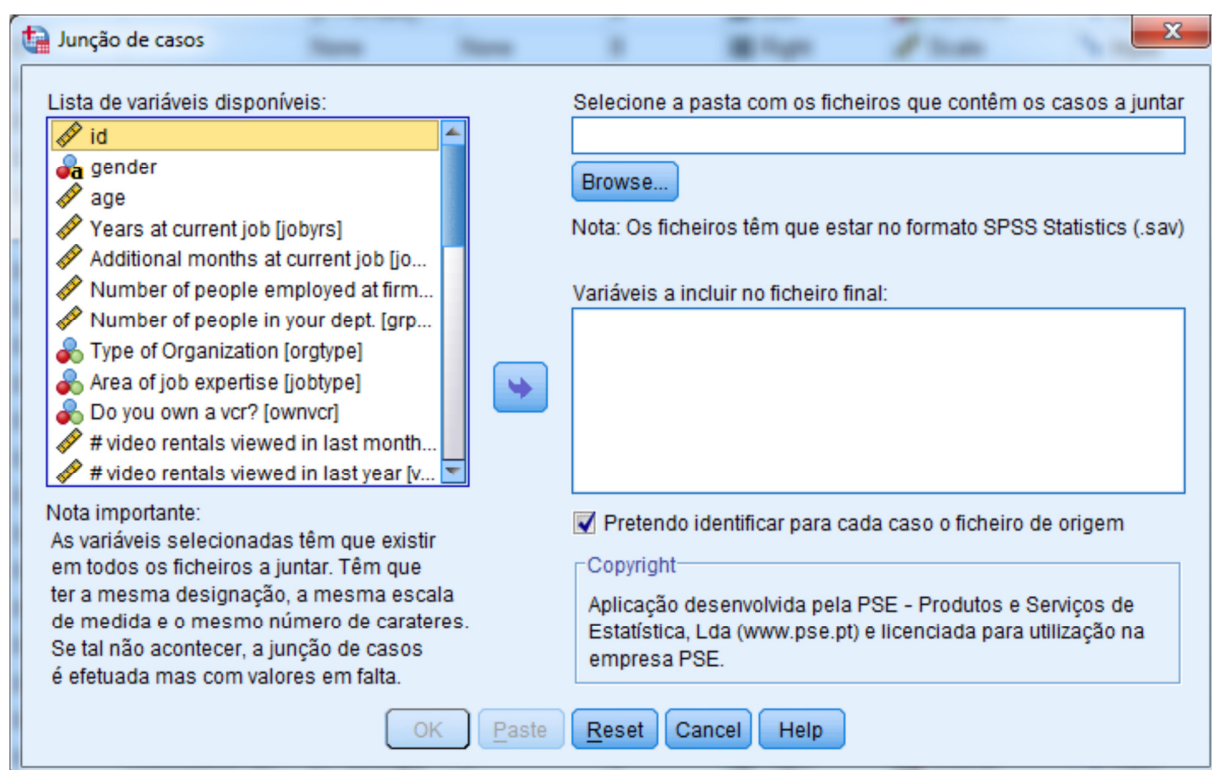 Junção de casos
Lista de variáveis disponíveis:
id
gender
age
Years at current job [jobyrs]
Additional months at current job [jo...
Number of people employed at firm...
Number of people in your dept. [grp...
Type of Organization [orgtype]
Area of job expertise [jobtype]
Do you own a vcr? [ownvcr]
# video rentals viewed in last month...
# video rentals viewed in last year [v...
Nota importante:
As variáveis selecionadas têm que existir
em todos os ficheiros a juntar. Têm que
ter a mesma designação, a mesma escala
de medida e o mesmo número de carateres.
Se tal não acontecer, a junção de casos
é efetuada mas com valores em falta.
Selecione a pasta com os ficheiros que contêm os casos a juntar
Browse...
Nota: Os ficheiros têm que estar no formato SPSS Statistics (.sav)
Variáveis a incluir no ficheiro final:
Pretendo identificar para cada caso o ficheiro de origem
Copyright
Aplicação desenvolvida pela PSE - Produtos e Serviços de
Estatística, Lda (www.pse.pt) e licenciada para utilização na
empresa PSE.
OK Paste Reset Cancel Help